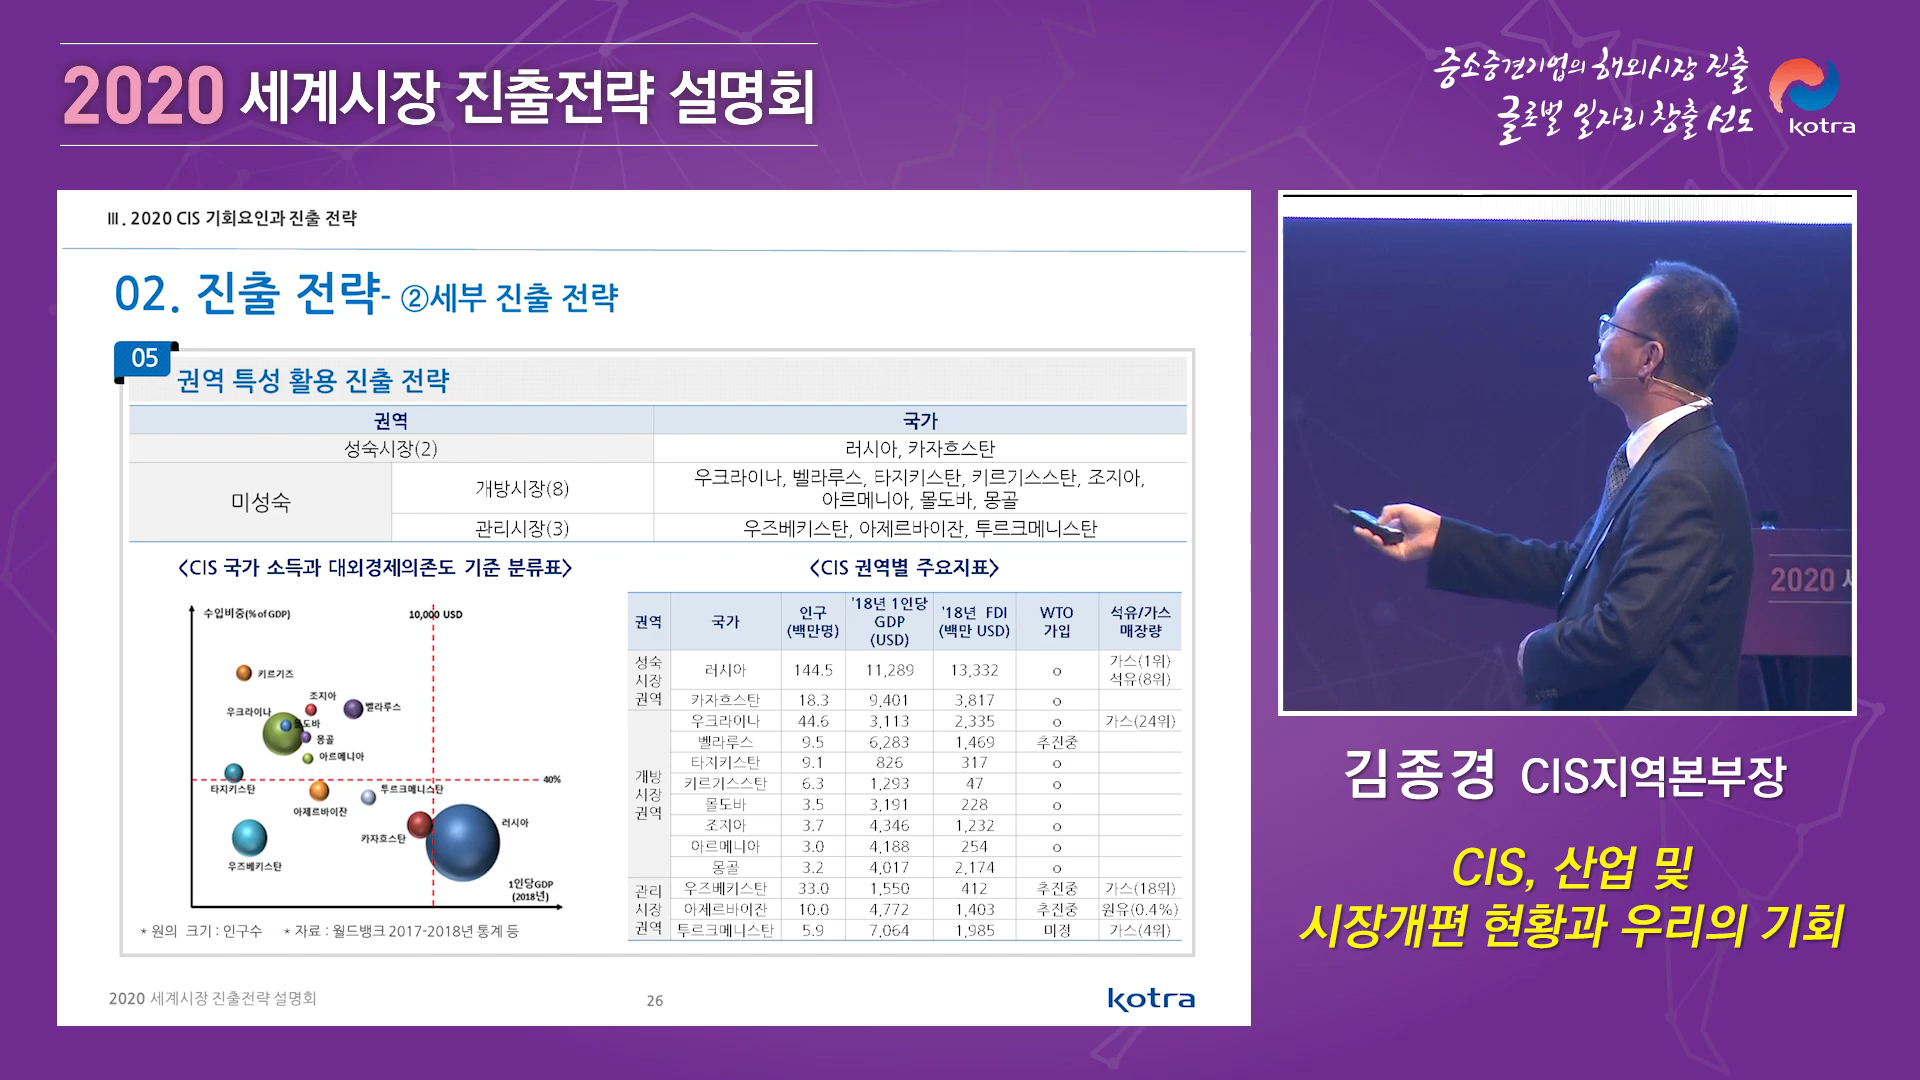 2020 세계시장 진출전략 설명회
중소중견기업의 해외시장 진출
글로벌 일자리 창출 선도
kotra
III. 2020 CIS 기회요인과 진출 전략
02. 진출 전략- ②세부 진출 전략
05
권역 특성 활용 진출 전략
권역 국가
성숙시장(2) 러시아, 카자흐스탄
미성숙 개방시장(8) 우크라이나, 벨라루스, 타지키스탄, 키르기스스탄, 조지아,
아르메니아, 몰도바, 몽골
관리시장(3) 우즈베키스탄, 아제르바이잔, 투르크메니스탄
<CIS 국가 소득과 대외경제의존도 기준 분류표>
수입비중(% of GDP)
10,000 USD
키르기즈
조지아
벨라루스
우크라이나
몰도바
몽골
아르메니아
40%
타지키스탄
투르크메니스탄
아제르바이잔
러시아
카자흐스탄
우즈베키스탄
1인당GDP
(2018년)
* 원의 크기 : 인구수 * 자료 : 월드뱅크 2017-2018년 통계 등
<CIS 권역별 주요지표>
권역 국가 인구(백만명) '18년 1인당 GDP (USD) '18년 FDI (백만 USD) WTO 가입 석유/가스 매장량
성숙 시장 권역 러시아 144.5 11,289 13,332 o 가스(1위) 석유(8위)
카자흐스탄 18.3 9,401 3,817 o
개방 시장 권역 우크라이나 44.6 3,113 2,335 o 가스(24위)
벨라루스 9.5 6,283 1,469 추진중
타지키스탄 9.1 826 317 o
키르기스스탄 6.3 1,293 47 o
몰도바 3.5 3,191 228 o
조지아 3.7 4,346 1,232 o
아르메니아 3.0 4,188 254 o
몽골 3.2 4,017 2,174 o
관리 시장 권역 우즈베키스탄 33.0 1,550 412 추진중 가스(18위)
아제르바이잔 10.0 4,772 1,403 추진중 원유(0.4%)
투르크메니스탄 5.9 7,064 1,985 미정 가스(4위)
2020 세계시장 진출전략 설명회
26
kotra
2020
김종경 CIS지역본부장
CIS, 산업 및
시장개편 현황과 우리의 기회